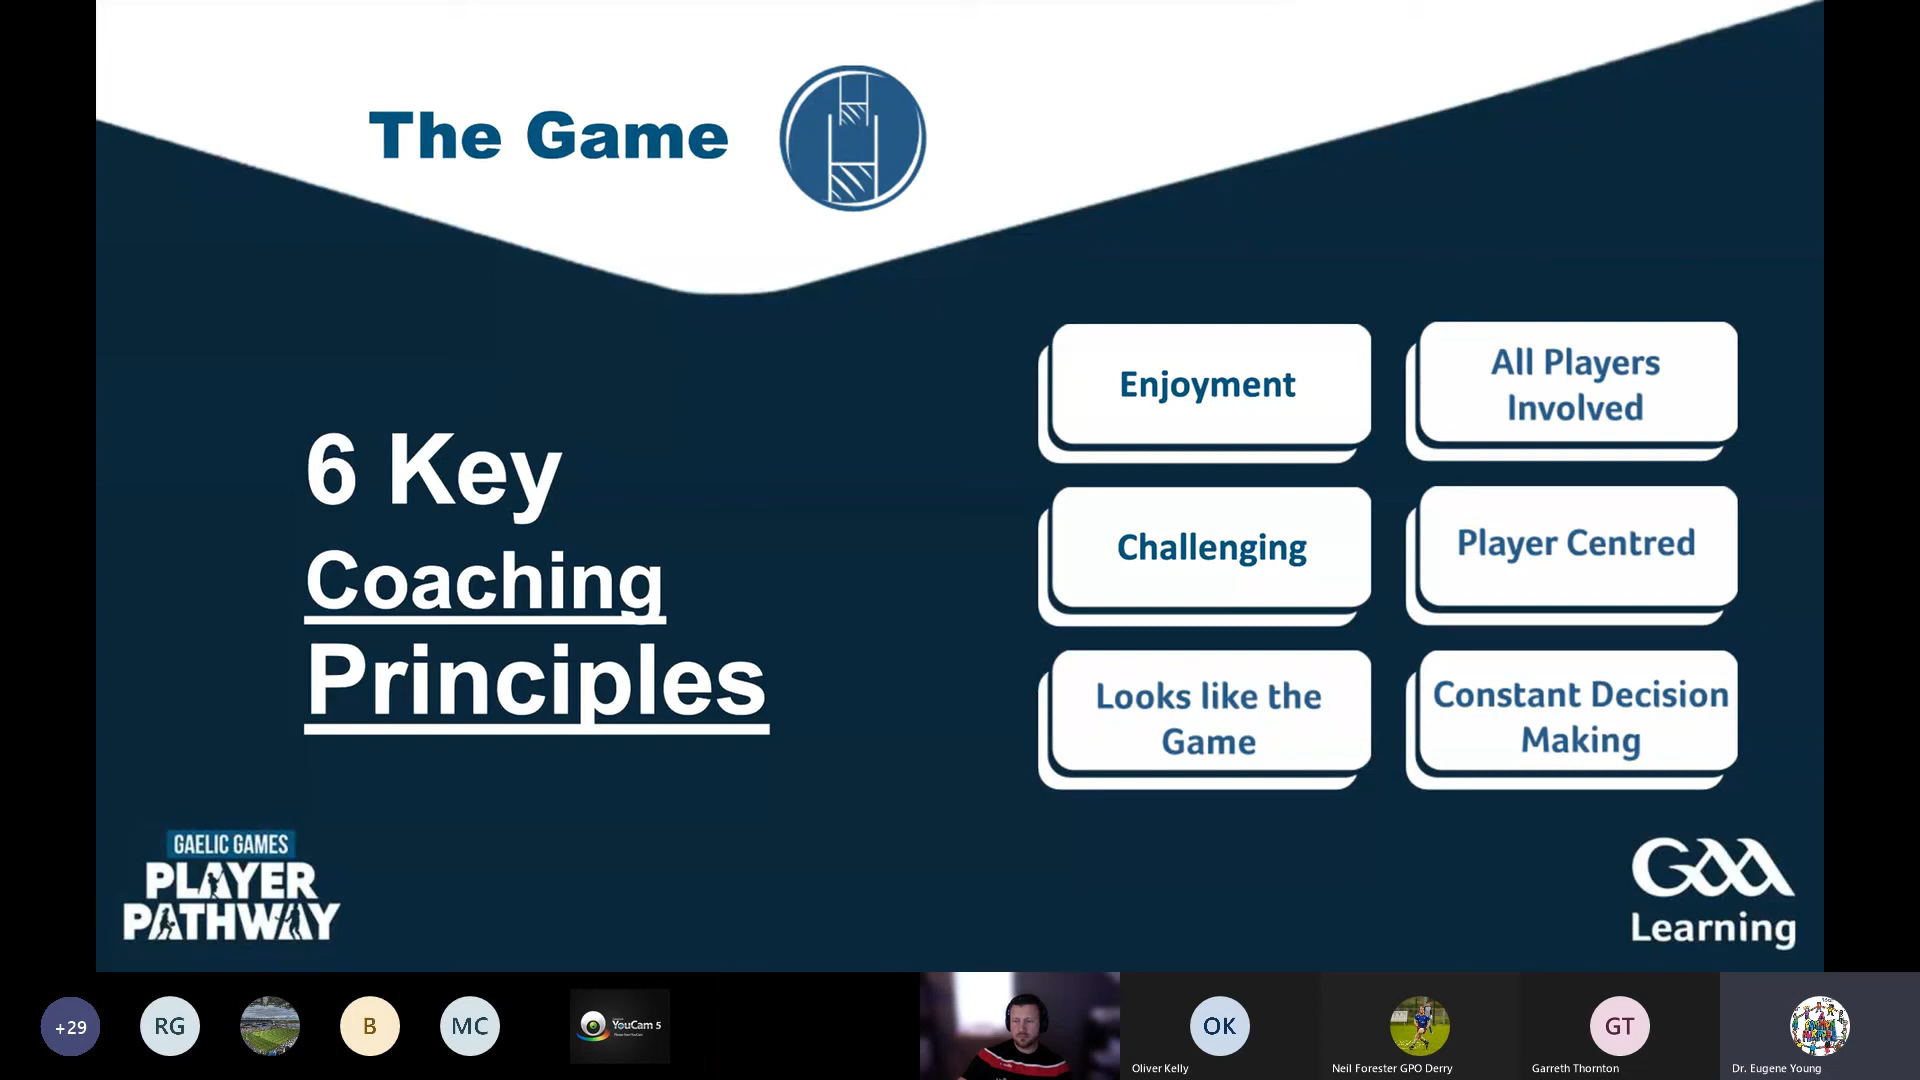 The Game
6 Key
Coaching
Principles
Enjoyment
All Players
Involved
Challenging
Player Centred
Looks like the
Game
Constant Decision
Making
GAELIC GAMES
PLAYER
PATHWAY
GAA
Learning
+29
RG
B
MC
YouCam 5
OK
Oliver Kelly
Neil Forester GPO Derry
GT
Garreth Thornton
Dr. Eugene Young